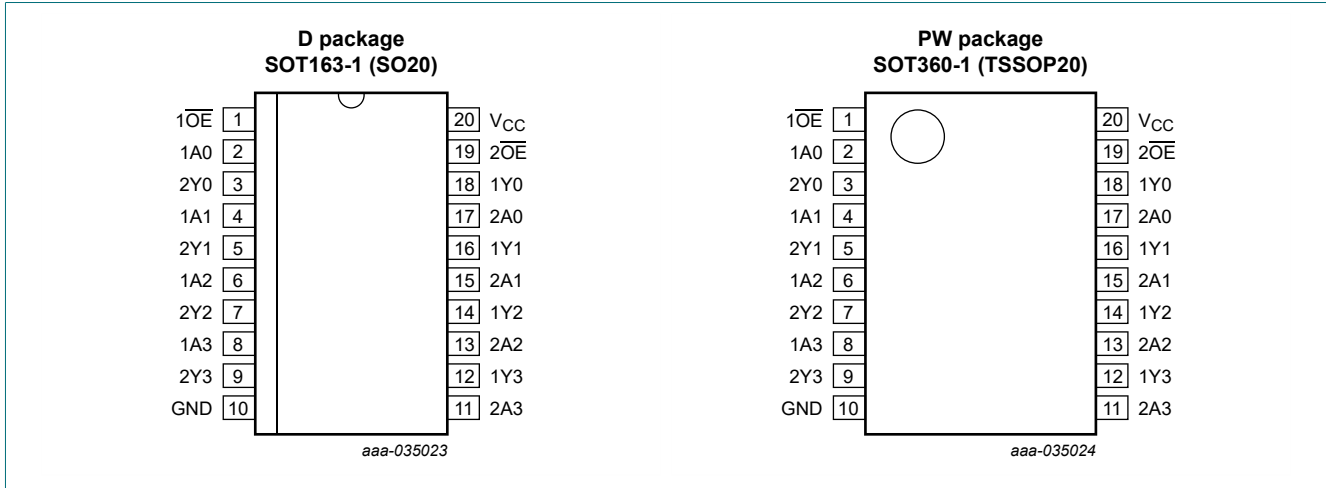 D package
SOT163-1 (SO20)
1O̅E̅ 1
1A0 2
2Y0 3
1A1 4
2Y1 5
1A2 6
2Y2 7
1A3 8
2Y3 9
GND 10
20 VCC
19 2O̅E̅
18 1Y0
17 2A0
16 1Y1
15 2A1
14 1Y2
13 2A2
12 1Y3
11 2A3
aaa-035023
PW package
SOT360-1 (TSSOP20)
1O̅E̅ 1
1A0 2
2Y0 3
1A1 4
2Y1 5
1A2 6
2Y2 7
1A3 8
2Y3 9
GND 10
20 VCC
19 2O̅E̅
18 1Y0
17 2A0
16 1Y1
15 2A1
14 1Y2
13 2A2
12 1Y3
11 2A3
aaa-035024